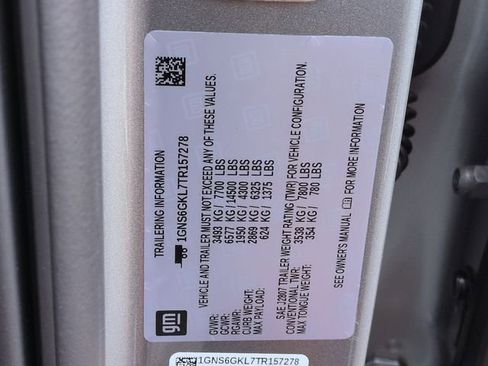 gm
TRAILERING INFORMATION
1GNS6GKL7TR157278
VEHICLE AND TRAILER MUST NOT EXCEED ANY OF THESE VALUES.
GVWR: 3493 KG/ 7700 LBS
GCWR: 6577 KG/14500 LBS
RGAWR: 1950 KG/ 4300 LBS
CURB WEIGHT: 2869 KG/ 6325 LBS
MAX PAYLOAD: 624 KG/ 1375 LBS
SAE J2807 TRAILER WEIGHT RATING (TWR) FOR VEHICLE CONFIGURATION.
CONVENTIONAL TWR: 3538 KG/ 7800 LBS
MAX TONGUE WEIGHT: 354 KG/ 780 LBS
SEE OWNER'S MANUAL FOR MORE INFORMATION
1GNS6GKL7TR157278